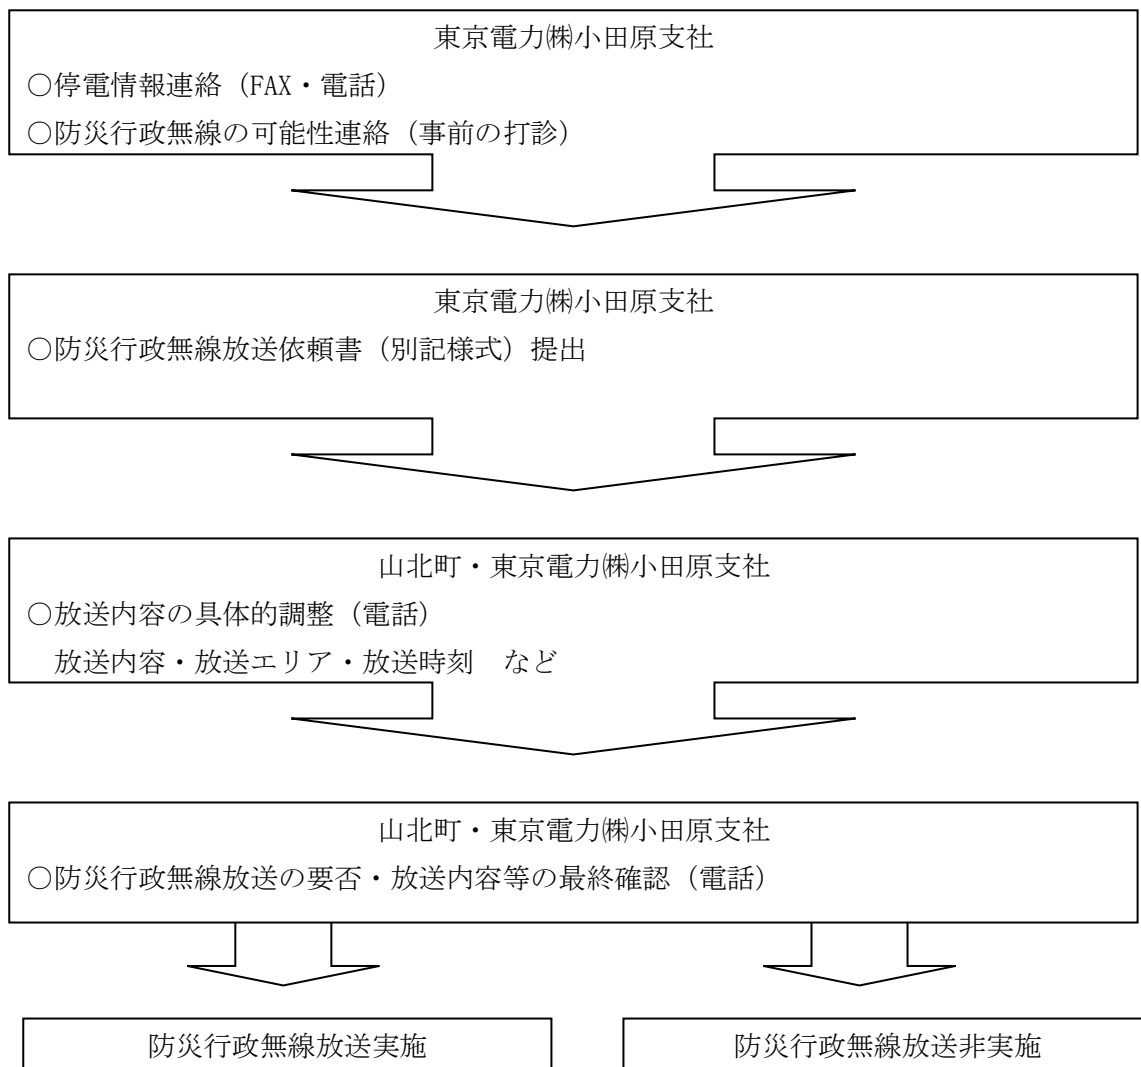 東京電力㈱小田原支社
○停電情報連絡（FAX・電話）
○防災行政無線の可能性連絡（事前の打診）
東京電力㈱小田原支社
○防災行政無線放送依頼書（別記様式）提出
山北町・東京電力㈱小田原支社
○放送内容の具体的調整（電話）
放送内容・放送エリア・放送時刻　など
山北町・東京電力㈱小田原支社
○防災行政無線放送の要否・放送内容等の最終確認（電話）
防災行政無線放送実施
防災行政無線放送非実施